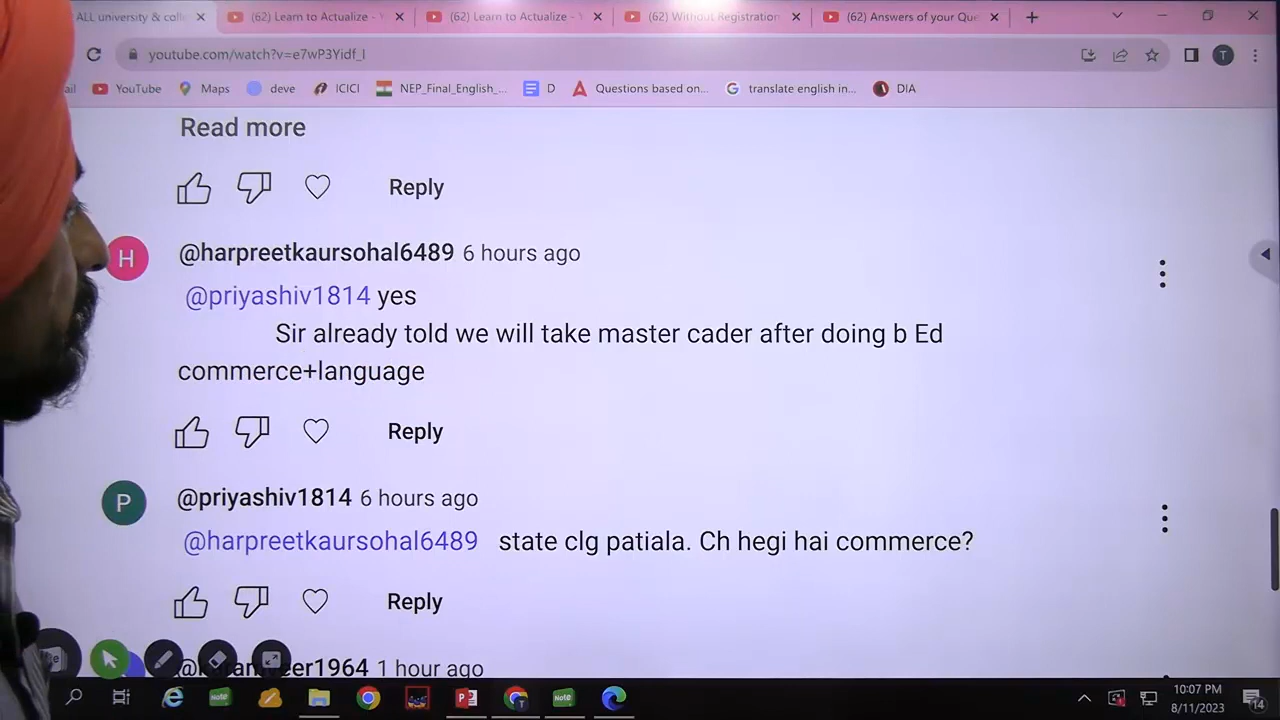 ALL university & coll
(62) Learn to Actualize - Y
(62) Learn to Actualize - Y
(62) Without Registration
(62) Answers of your Que
youtube.com/watch?v=e7wP3Yidf_I
T
ail
YouTube
Maps
deve
ICICI
NEP_Final_English_...
D
Questions based on...
translate english in...
DIA
Read more
Reply
H
@harpreetkaursohal6489 6 hours ago
@priyashiv1814 yes
Sir already told we will take master cader after doing b Ed
commerce+language
Reply
P
@priyashiv1814 6 hours ago
@harpreetkaursohal6489 state clg patiala. Ch hegi hai commerce?
Reply
1 hour ago
Note
Note
10:07 PM
8/11/2023
14